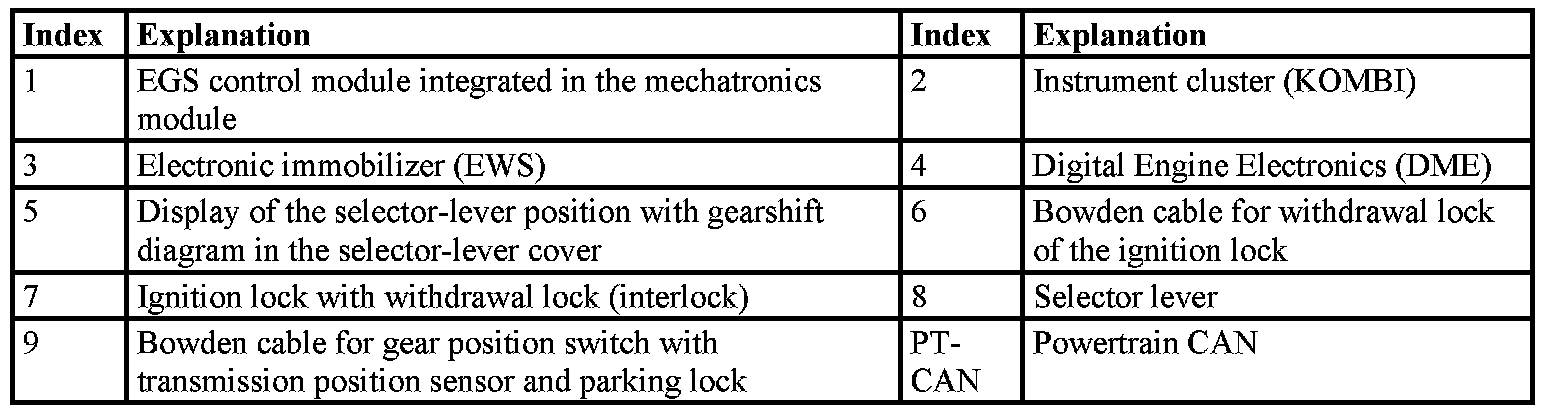 Index Explanation Index Explanation
1 EGS control module integrated in the mechatronics 2 Instrument cluster (KOMBI)
module
3 Electronic immobilizer (EWS) 4 Digital Engine Electronics (DME)
5 Display of the selector-lever position with gearshift 6 Bowden cable for withdrawal lock
diagram in the selector-lever cover of the ignition lock
7 Ignition lock with withdrawal lock (interlock) 8 Selector lever
9 Bowden cable for gear position switch with PT- Powertrain CAN
transmission position sensor and parking lock CAN